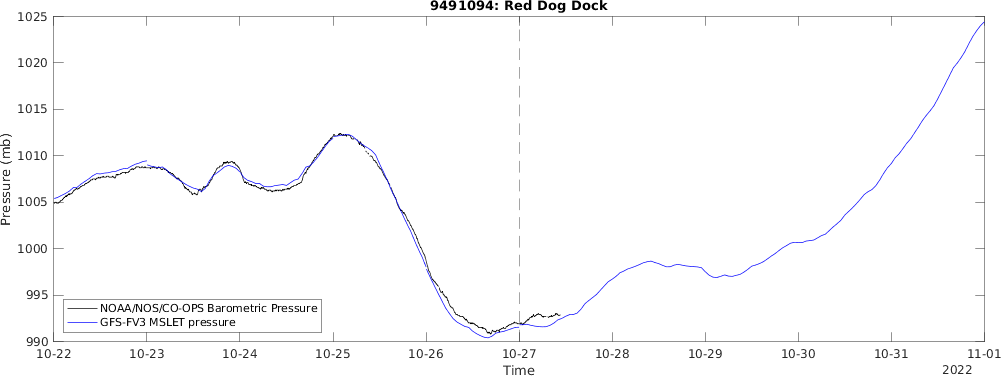 9491094: Red Dog Dock
1025
1020
1015
1010
1005
1000
995
990
Pressure (mb)
NOAA/NOS/CO-OPS Barometric Pressure
GFS-FV3 MSLET pressure
10-22 10-23 10-24 10-25 10-26 10-27 10-28 10-29 10-30 10-31 11-01
Time
2022